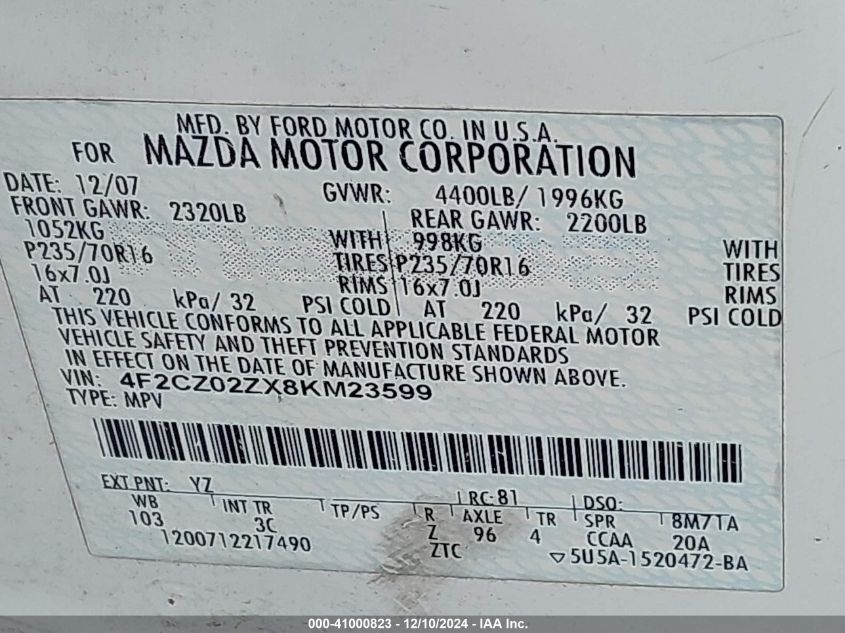 MFD. BY FORD MOTOR CO. IN U.S.A.
FOR MAZDA MOTOR CORPORATION
DATE: 12/07 GVWR: 4400LB/ 1996KG
FRONT GAWR: 2320LB REAR GAWR: 2200LB
1052KG WITH 998KG WITH
P235/70R16 TIRES P235/70R16 TIRES
16x7.0J RIMS 16x7.0J RIMS
AT 220 kPa/ 32 PSI COLD AT 220 kPa/ 32 PSI COLD
THIS VEHICLE CONFORMS TO ALL APPLICABLE FEDERAL MOTOR
VEHICLE SAFETY AND THEFT PREVENTION STANDARDS
IN EFFECT ON THE DATE OF MANUFACTURE SHOWN ABOVE.
VIN: 4F2CZ02ZX8KM23599
TYPE: MPV
EXT PNT: YZ RC: 81 DSO:
WB INT TR TP/PS R AXLE TR SPR 8M71A
103 3C Z 96 4 CCAA 20A
1200712217490 ZTC ▽5U5A-1520472-BA
000-41000823 - 12/10/2024 - IAA Inc.